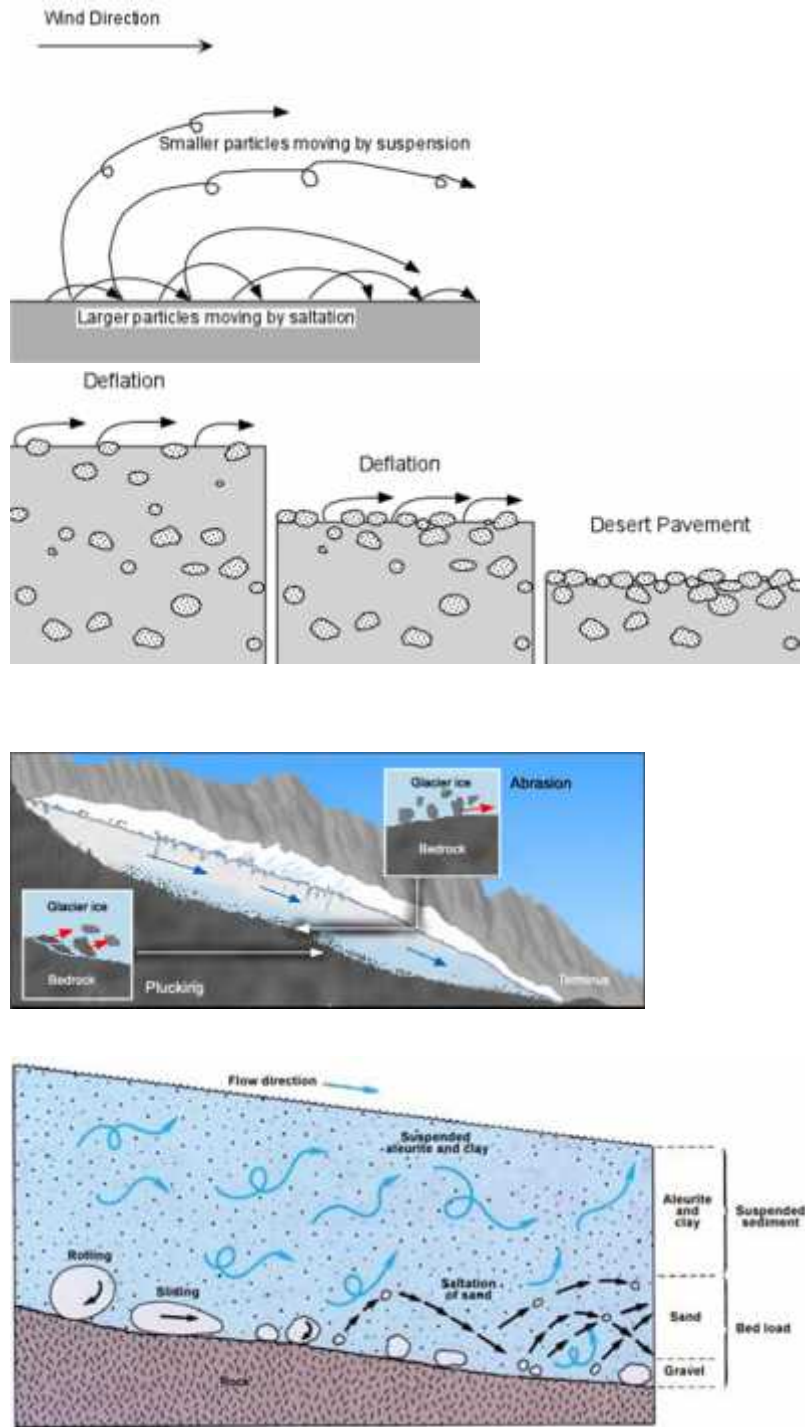 Wind Direction
Smaller particles moving by suspension
Larger particles moving by saltation
Deflation
Deflation
Desert Pavement
Glacier ice
Abrasion
Bedrock
Glacier ice
Bedrock
Plucking
Terminus
Flow direction
Suspended
aleurite and clay
Aleurite
and
clay
Suspended
sediment
Rolling
Sliding
Saltation
of sand
Sand
Bed load
Gravel
Rock